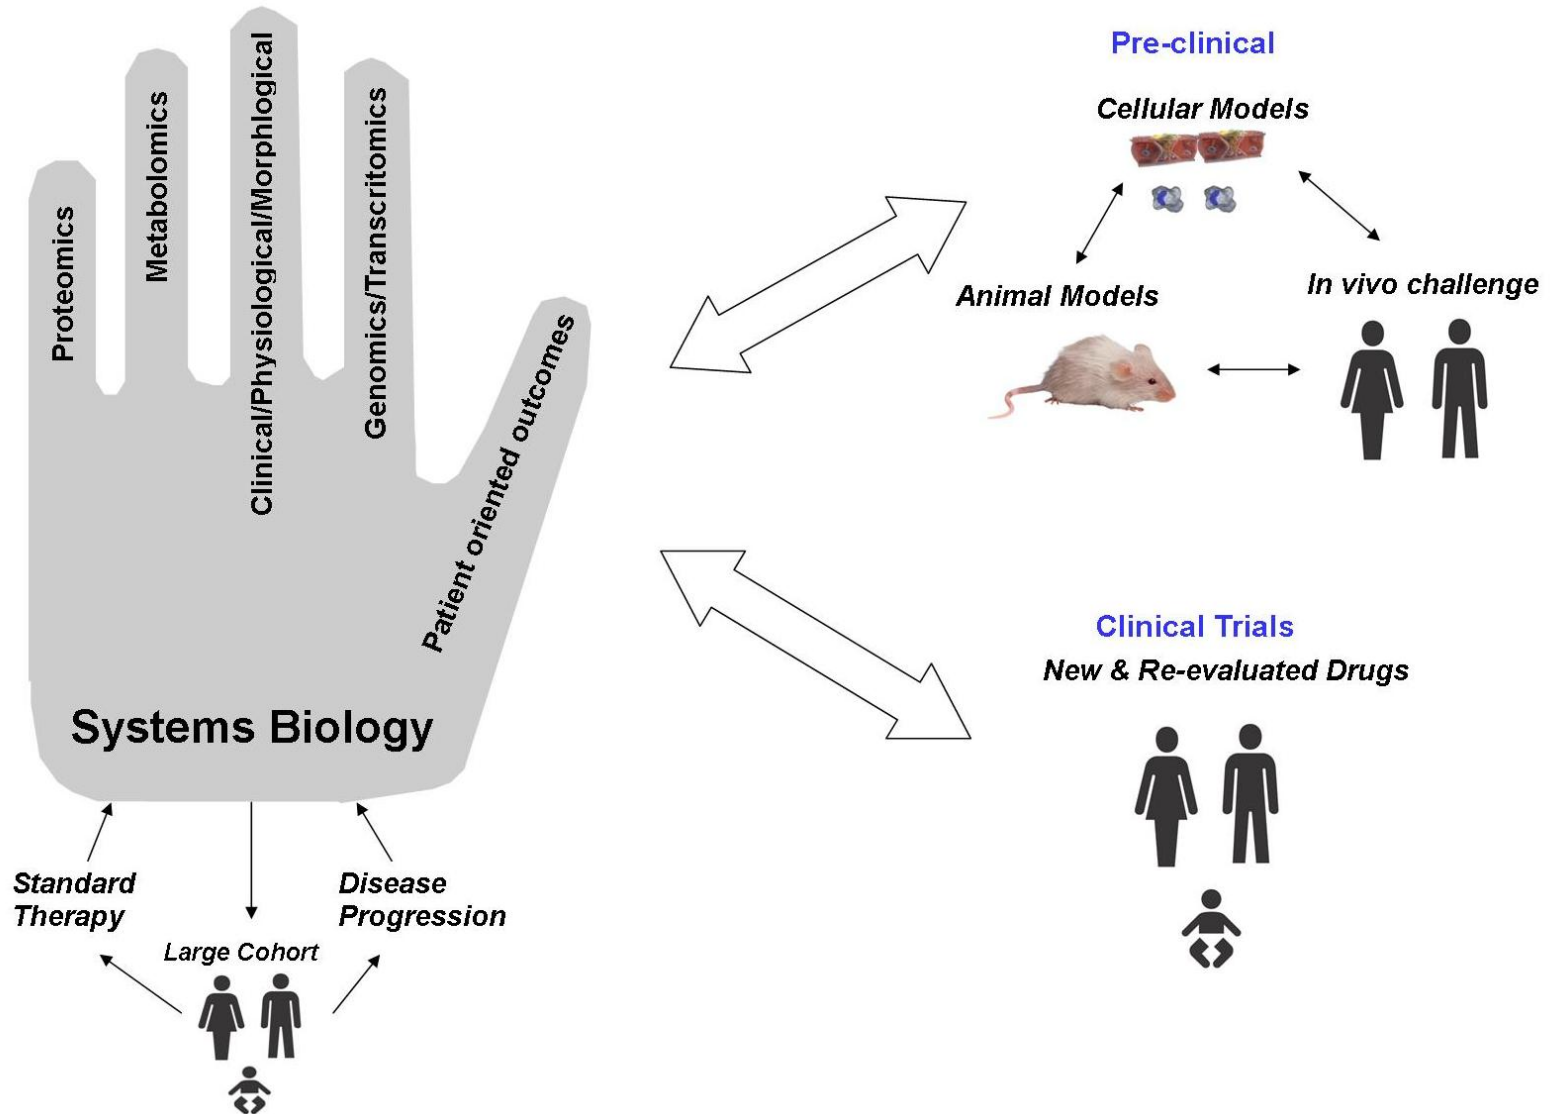 Proteomics
Metabolomics
Clinical/Physiological/Morphlogical
Genomics/Transcritomics
Patient oriented outcomes
Systems Biology
Standard
Therapy
Disease
Progression
Large Cohort
Pre-clinical
Cellular Models
Animal Models
In vivo challenge
Clinical Trials
New & Re-evaluated Drugs